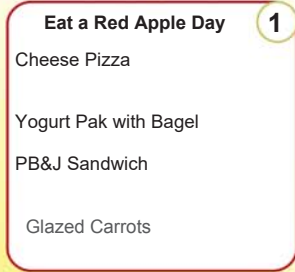 Eat a Red Apple Day 1
Cheese Pizza
Yogurt Pak with Bagel
PB&J Sandwich
Glazed Carrots